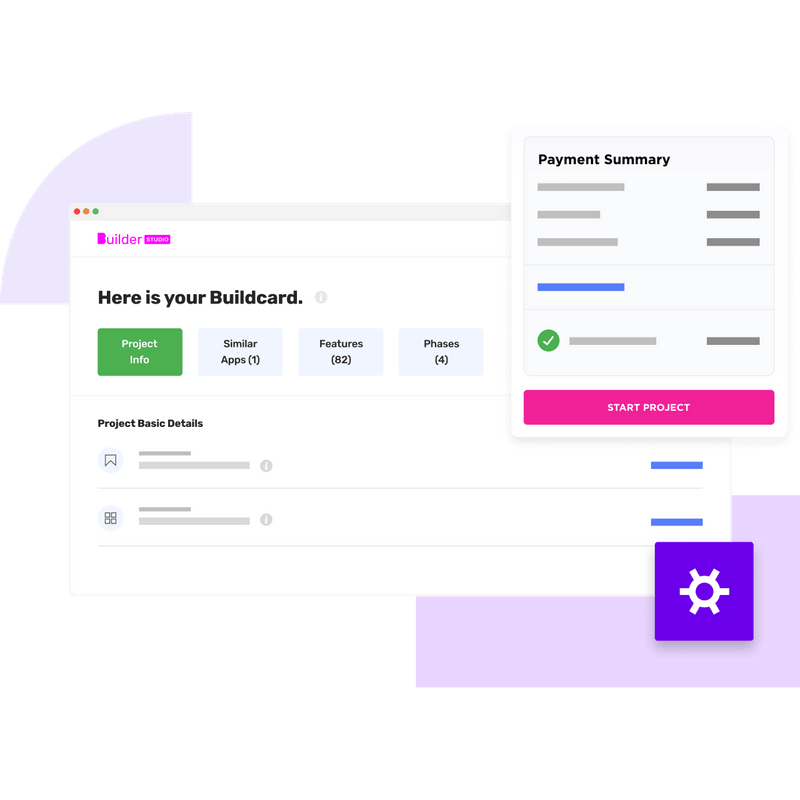 Builder STUDIO
Here is your Buildcard.
Project
Info
Similar
Apps (1)
Features
(82)
Phases
(4)
Project Basic Details
Payment Summary
START PROJECT